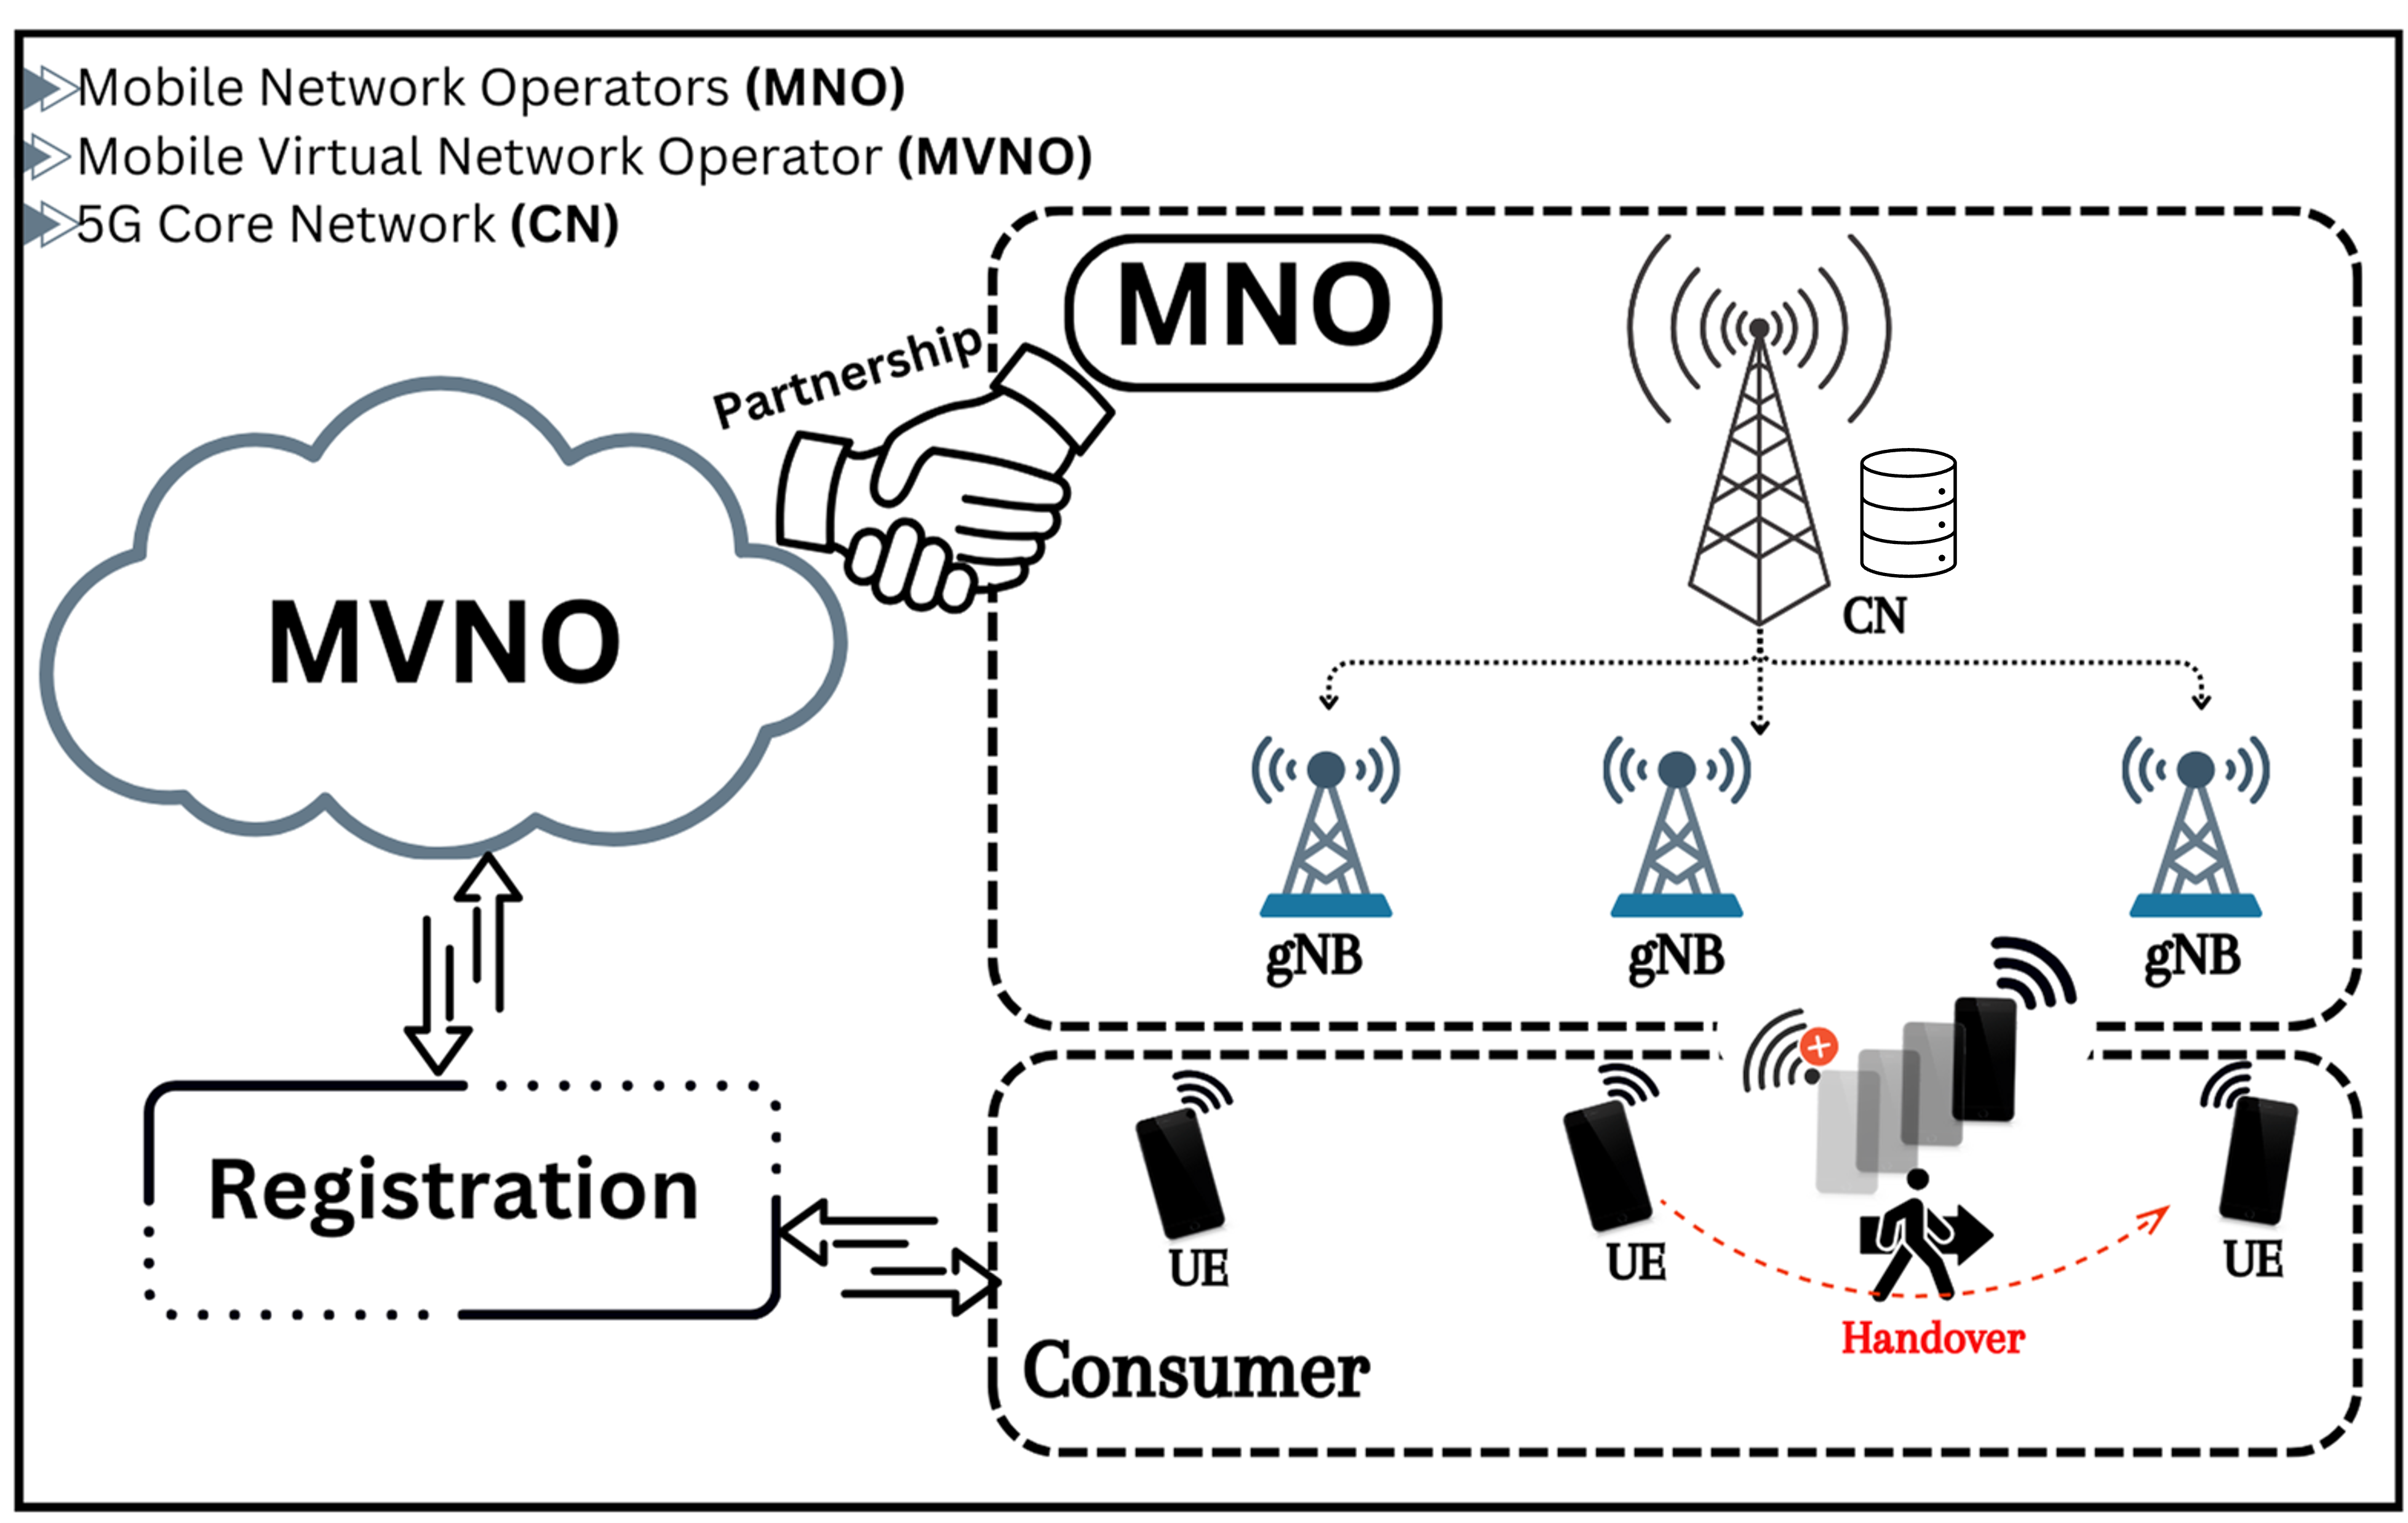 Mobile Network Operators (MNO)
Mobile Virtual Network Operator (MVNO)
5G Core Network (CN)
MNO
Partnership
MVNO
CN
gNB
gNB
gNB
Registration
UE
UE
UE
Handover
Consumer